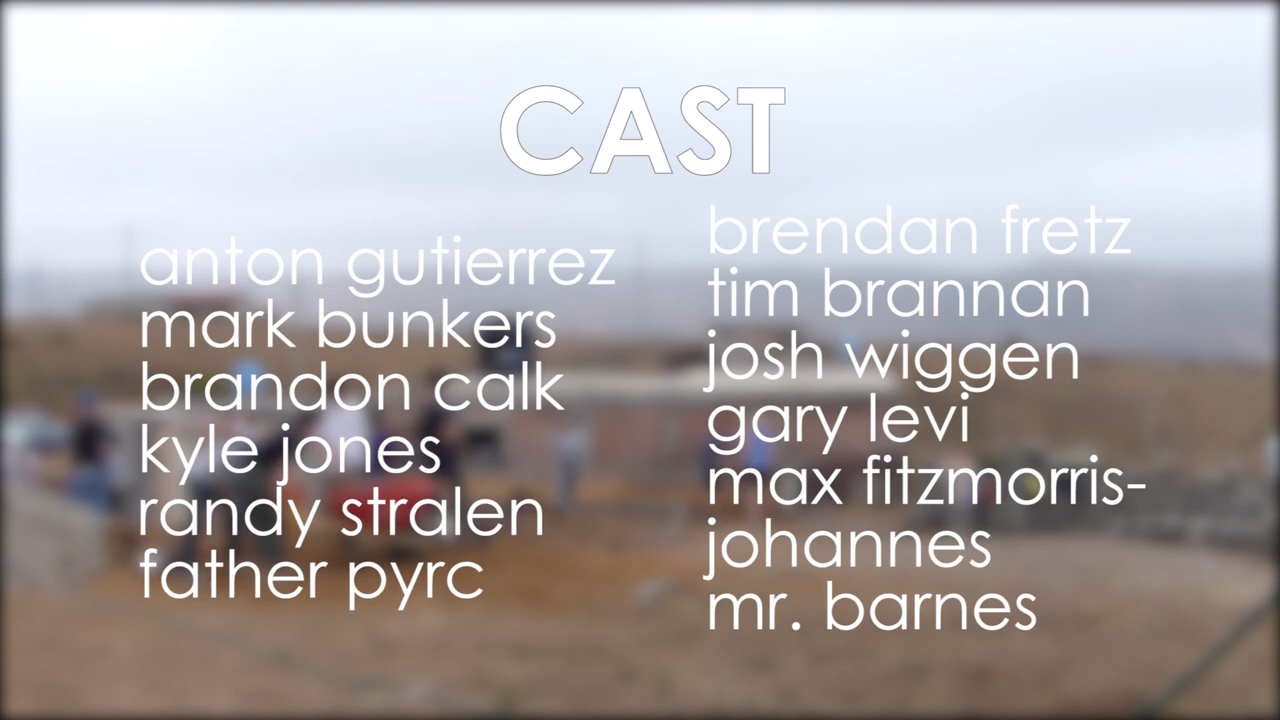 CAST
anton gutierrez
mark bunkers
brandon calk
kyle jones
randy stralen
father pyrc
brendan fretz
tim brannan
josh wiggen
gary levi
max fitzmorris-
johannes
mr. barnes